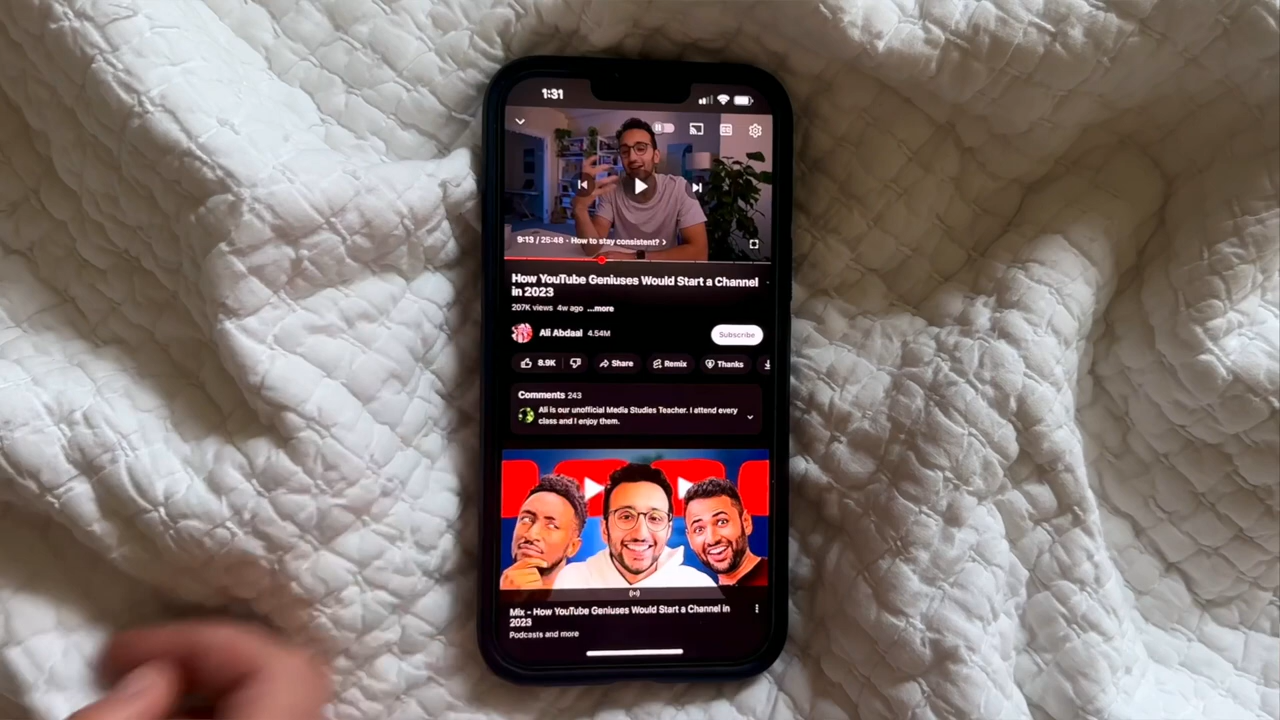 1:31
CC
9:13 / 25:48 · How to stay consistent? >
How YouTube Geniuses Would Start a Channel
in 2023
207K views 4w ago ...more
Ali Abdaal 4.54M
Subscribe
8.9K
Share
Remix
Thanks
Comments 243
Ali is our unofficial Media Studies Teacher. I attend every
class and I enjoy them.
Mix - How YouTube Geniuses Would Start a Channel in
2023
Podcasts and more